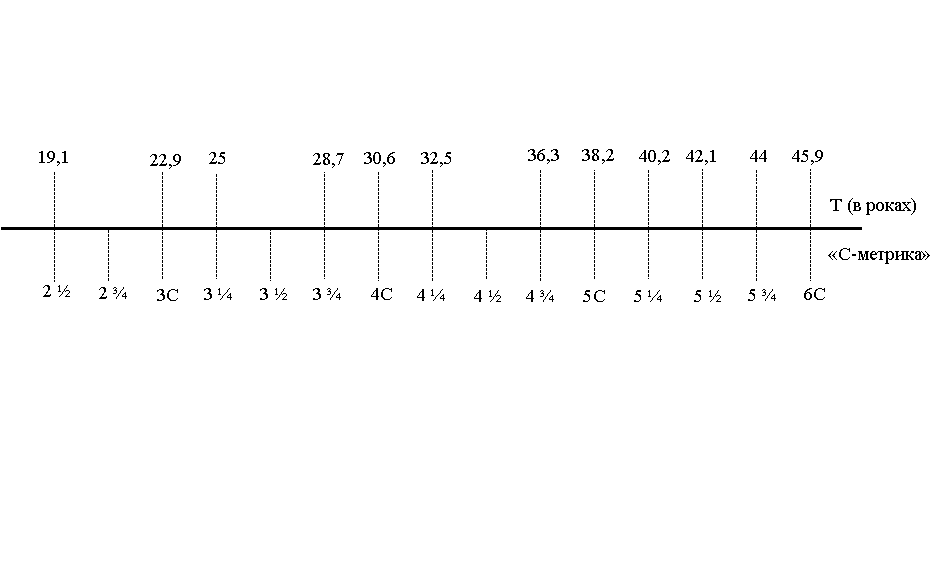 19,1 22,9 25 28,7 30,6 32,5 36,3 38,2 40,2 42,1 44 45,9
Т (в роках)
«С-метрика»
2 ½ 2 ¾ 3С 3 ¼ 3 ½ 3 ¾ 4С 4 ¼ 4 ½ 4 ¾ 5С 5 ¼ 5 ½ 5 ¾ 6С